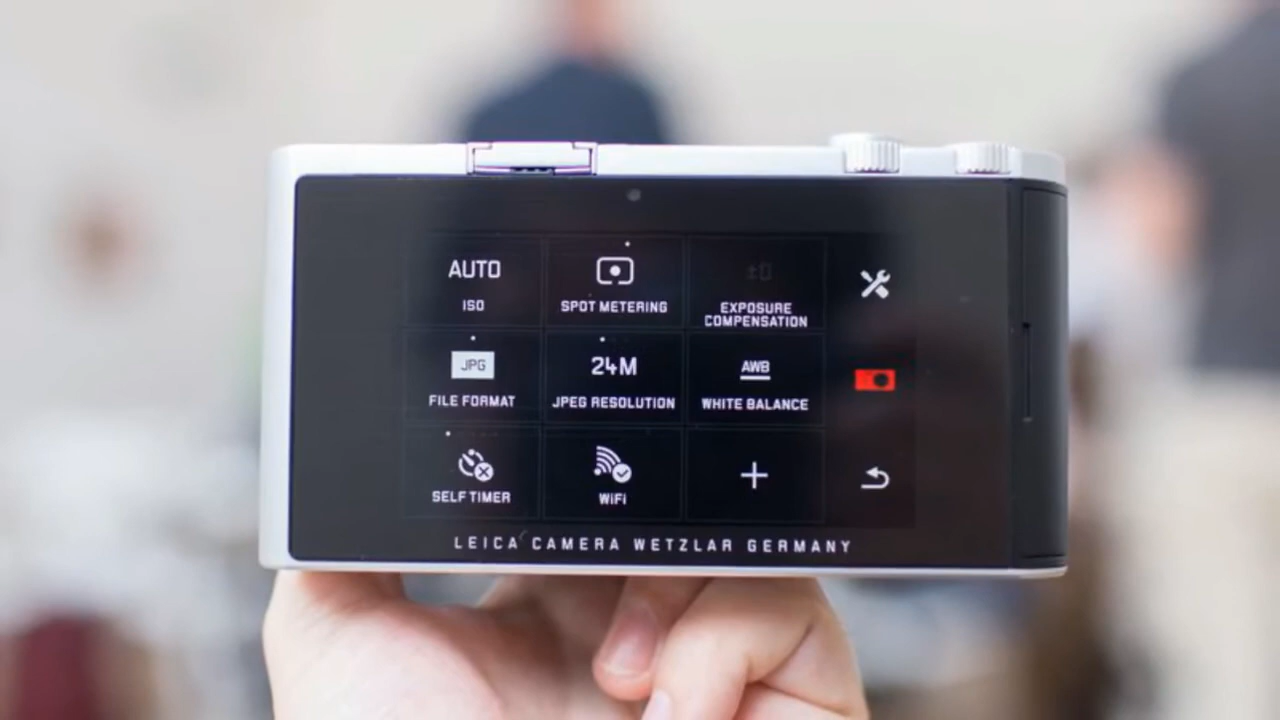 AUTO
ISO
SPOT METERING
±0
EXPOSURE
COMPENSATION
JPG
FILE FORMAT
24M
JPEG RESOLUTION
AWB
WHITE BALANCE
SELF TIMER
WiFi
LEICA CAMERA WETZLAR GERMANY